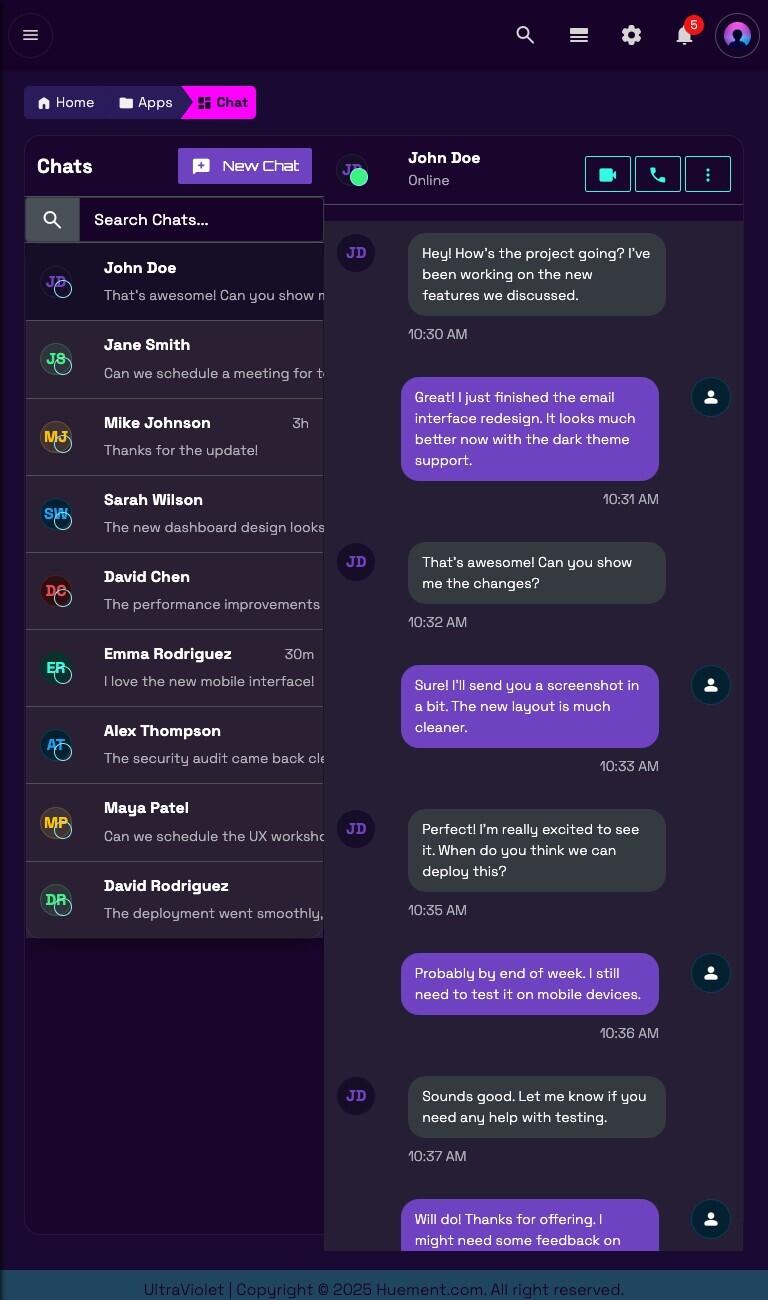 5
Home Apps Chat
Chats
New Chat
Search Chats...
John Doe
That's awesome! Can you show
Jane Smith
Can we schedule a meeting for
Mike Johnson 3h
Thanks for the update!
Sarah Wilson
The new dashboard design looks
David Chen
The performance improvements
Emma Rodriguez 30m
I love the new mobile interface!
Alex Thompson
The security audit came back
Maya Patel
Can we schedule the UX
David Rodriguez
The deployment went smoothly,
JD
JS
MJ
SW
DC
ER
AT
MP
DR
JD
John Doe
Online
JD
Hey! How's the project going? I've
been working on the new
features we discussed.
10:30 AM
Great! I just finished the email
interface redesign. It looks much
better now with the dark theme
support.
10:31 AM
JD
That's awesome! Can you show
me the changes?
10:32 AM
Sure! I'll send you a screenshot in
a bit. The new layout is much
cleaner.
10:33 AM
JD
Perfect! I'm really excited to see
it. When do you think we can
deploy this?
10:35 AM
Probably by end of week. I still
need to test it on mobile devices.
10:36 AM
JD
Sounds good. Let me know if you
need any help with testing.
10:37 AM
Will do! Thanks for offering. I
might need some feedback on
UltraViolet | Copyright © 2025 Huement.com. All right reserved.